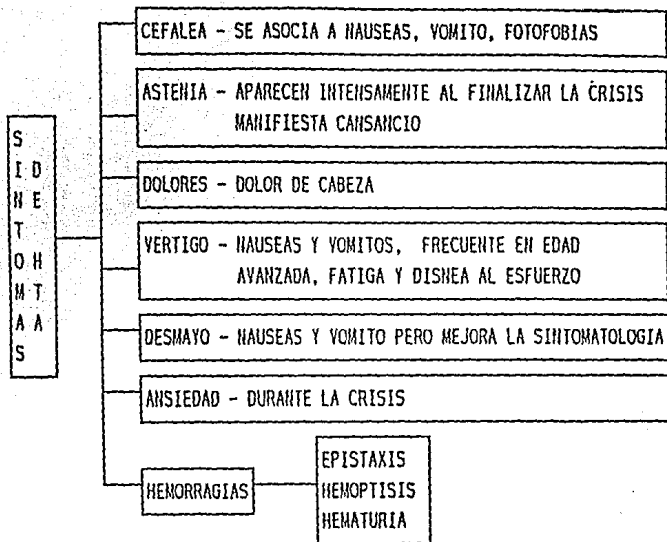 SINTOMAS
DE HTA
CEFALEA - SE ASOCIA A NAUSEAS, VOMITO, FOTOFOBIAS
ASTENIA - APARECEN INTENSAMENTE AL FINALIZAR LA CRISIS
MANIFIESTA CANSANCIO
DOLORES - DOLOR DE CABEZA
VERTIGO - NAUSEAS Y VOMITOS, FRECUENTE EN EDAD
AVANZADA, FATIGA Y DISNEA AL ESFUERZO
DESMAYO - NAUSEAS Y VOMITO PERO MEJORA LA SINTOMATOLOGIA
ANSIEDAD - DURANTE LA CRISIS
HEMORRAGIAS
EPISTAXIS
HEMOPTISIS
HEMATURIA